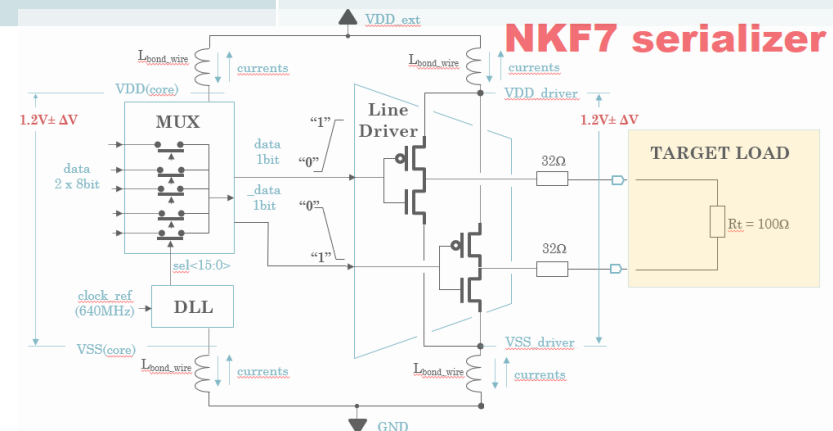 NKF7 serializer
VDD_ext
Lbond_wire
currents
Lbond_wire
currents
VDD(core)
VDD_driver
1.2V± ΔV
MUX
Line
Driver
1.2V± ΔV
"1"
"0"
data
1bit
data
2 x 8bit
_data
1bit
"0"
"1"
32Ω
32Ω
TARGET LOAD
Rt = 100Ω
sel<15:0>
clock_ref
(640MHz)
DLL
VSS(core)
VSS_driver
Lbond_wire
currents
Lbond_wire
currents
GND